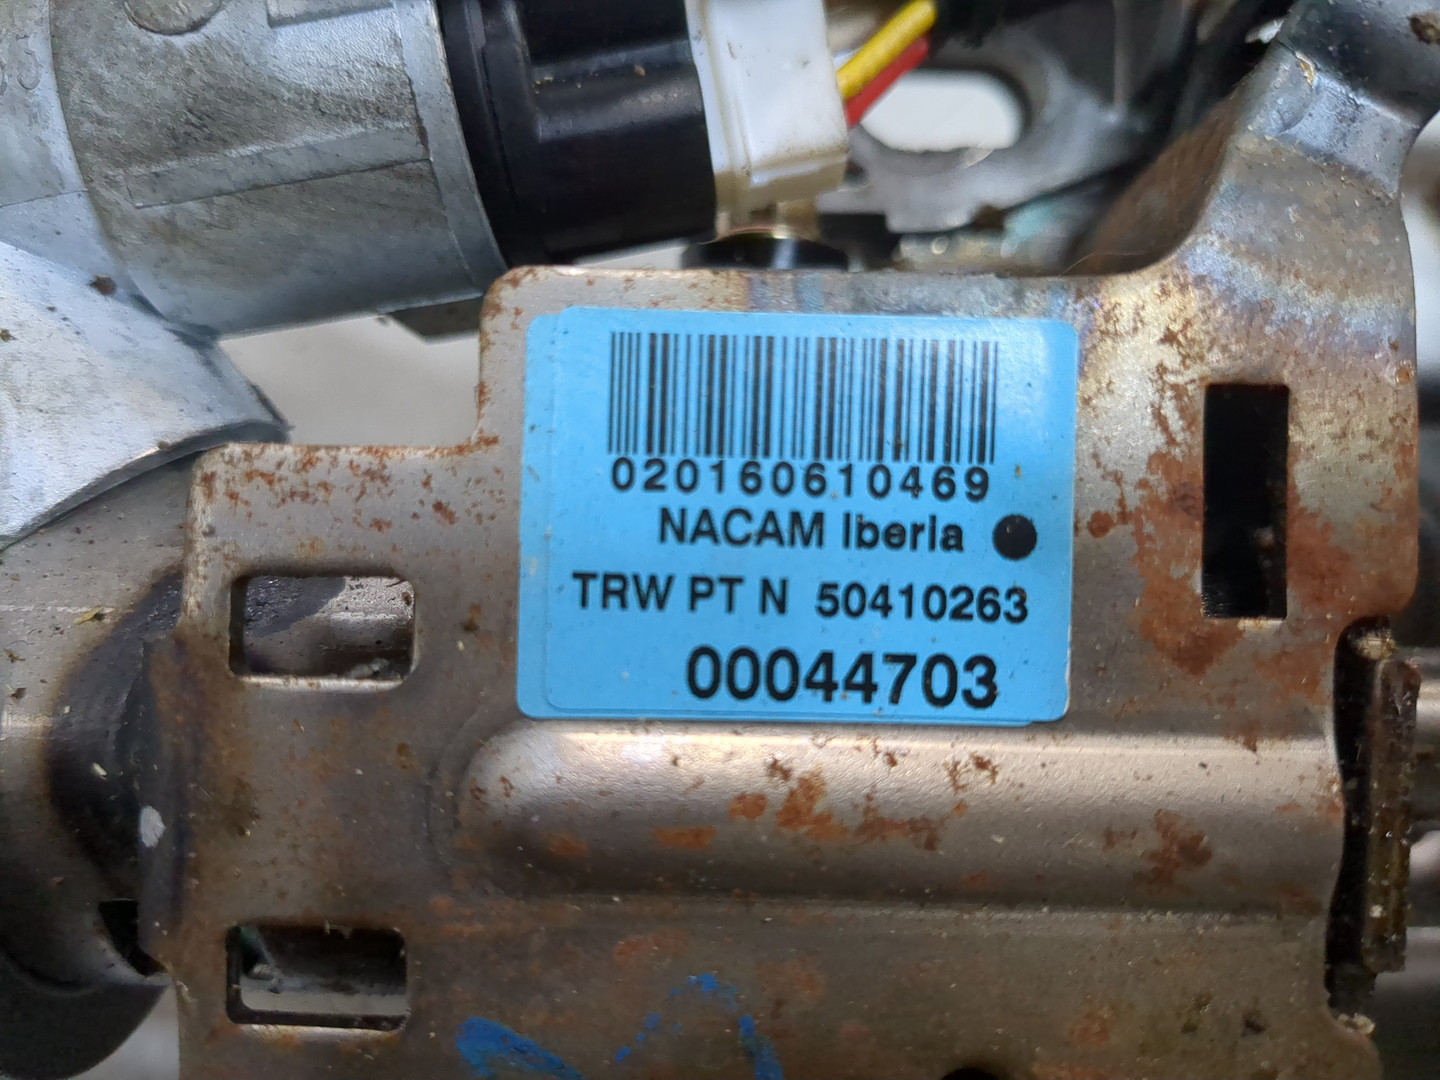 020160610469
NACAM Iberia
TRW PT N 50410263
00044703